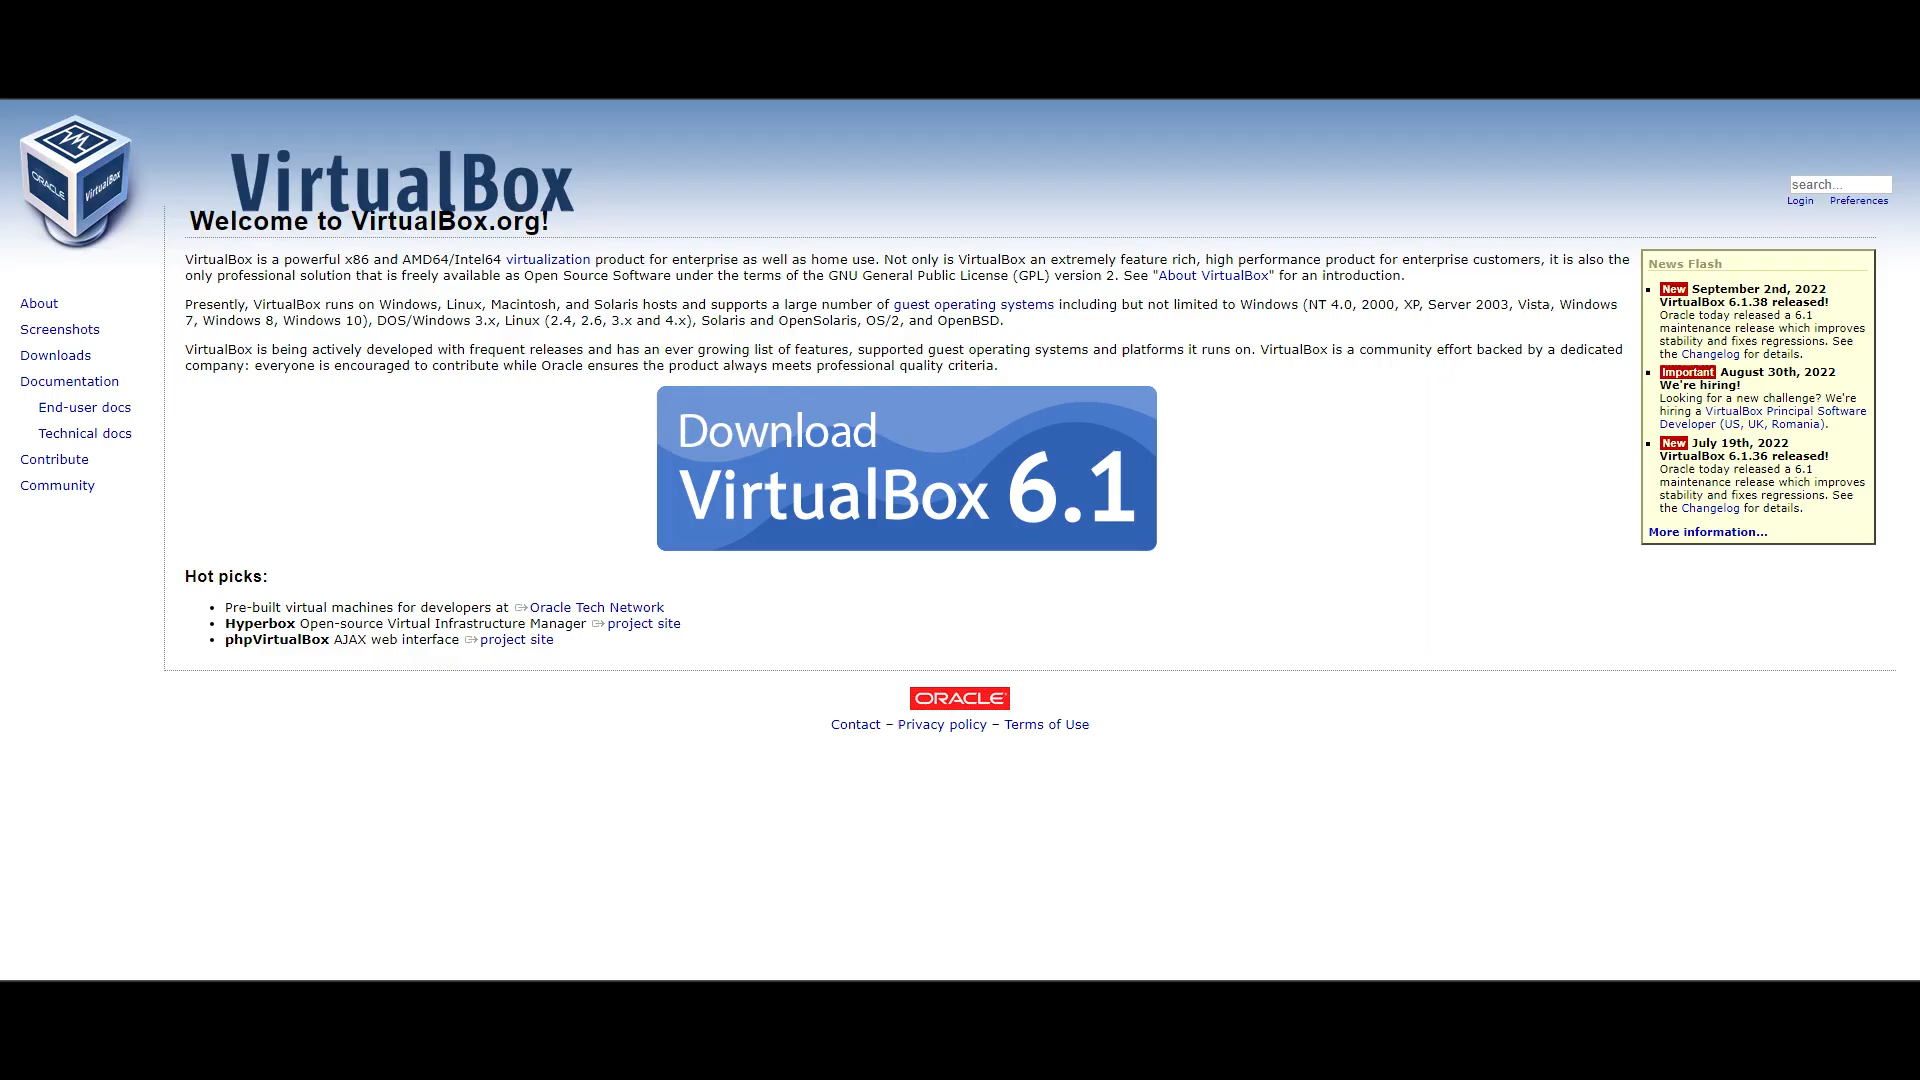 ORACLE
VirtualBox
VirtualBox
search...
Login Preferences
Welcome to VirtualBox.org!
About
Screenshots
Downloads
Documentation
End-user docs
Technical docs
Contribute
Community
VirtualBox is a powerful x86 and AMD64/Intel64 virtualization product for enterprise as well as home use. Not only is VirtualBox an extremely feature rich, high performance product for enterprise customers, it is also the
only professional solution that is freely available as Open Source Software under the terms of the GNU General Public License (GPL) version 2. See "About VirtualBox" for an introduction.
Presently, VirtualBox runs on Windows, Linux, Macintosh, and Solaris hosts and supports a large number of guest operating systems including but not limited to Windows (NT 4.0, 2000, XP, Server 2003, Vista, Windows
7, Windows 8, Windows 10), DOS/Windows 3.x, Linux (2.4, 2.6, 3.x and 4.x), Solaris and OpenSolaris, OS/2, and OpenBSD.
VirtualBox is being actively developed with frequent releases and has an ever growing list of features, supported guest operating systems and platforms it runs on. VirtualBox is a community effort backed by a dedicated
company: everyone is encouraged to contribute while Oracle ensures the product always meets professional quality criteria.
Download
VirtualBox 6.1
Hot picks:
Pre-built virtual machines for developers at Oracle Tech Network
Hyperbox Open-source Virtual Infrastructure Manager project site
phpVirtualBox AJAX web interface project site
News Flash
New September 2nd, 2022
VirtualBox 6.1.38 released!
Oracle today released a 6.1
maintenance release which improves
stability and fixes regressions. See
the Changelog for details.
Important August 30th, 2022
We're hiring!
Looking for a new challenge? We're
hiring a VirtualBox Principal Software
Developer (US, UK, Romania).
New July 19th, 2022
VirtualBox 6.1.36 released!
Oracle today released a 6.1
maintenance release which improves
stability and fixes regressions. See
the Changelog for details.
More information...
ORACLE
Contact – Privacy policy – Terms of Use